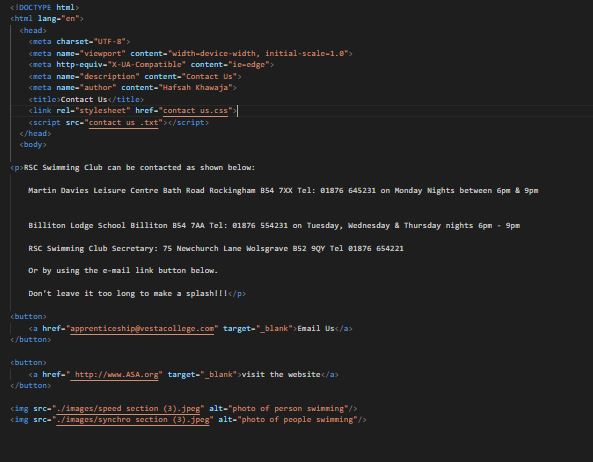 <!DOCTYPE html>
<html lang="en">
<head>
<meta charset="UTF-8">
<meta name="viewport" content="width=device-width, initial-scale=1.0">
<meta http-equiv="X-UA-Compatible" content="ie=edge">
<meta name="description" content="Contact Us">
<meta name="author" content="Hafsah Khawaja">
<title>Contact Us</title>
<link rel="stylesheet" href="contact us.css">
<script src="contact us .txt"></script>
</head>
<body>
<p>RSC Swimming Club can be contacted as shown below:
Martin Davies Leisure Centre Bath Road Rockingham B54 7XX Tel: 01876 645231 on Monday Nights between 6pm & 9pm
Billiton Lodge School Billiton B54 7AA Tel: 01876 554231 on Tuesday, Wednesday & Thursday nights 6pm - 9pm
RSC Swimming Club Secretary: 75 Newchurch Lane Wolsgrave B52 9QY Tel 01876 654221
Or by using the e-mail link button below.
Don't leave it too long to make a splash!!!</p>
<button>
<a href="apprenticeship@vestacollege.com" target="_blank">Email Us</a>
</button>
<button>
<a href=" http://www.ASA.org" target="_blank">visit the website</a>
</button>
<img src="./images/speed section (3).jpeg" alt="photo of person swimming"/>
<img src="./images/synchro section (3).jpeg" alt="photo of people swimming"/>